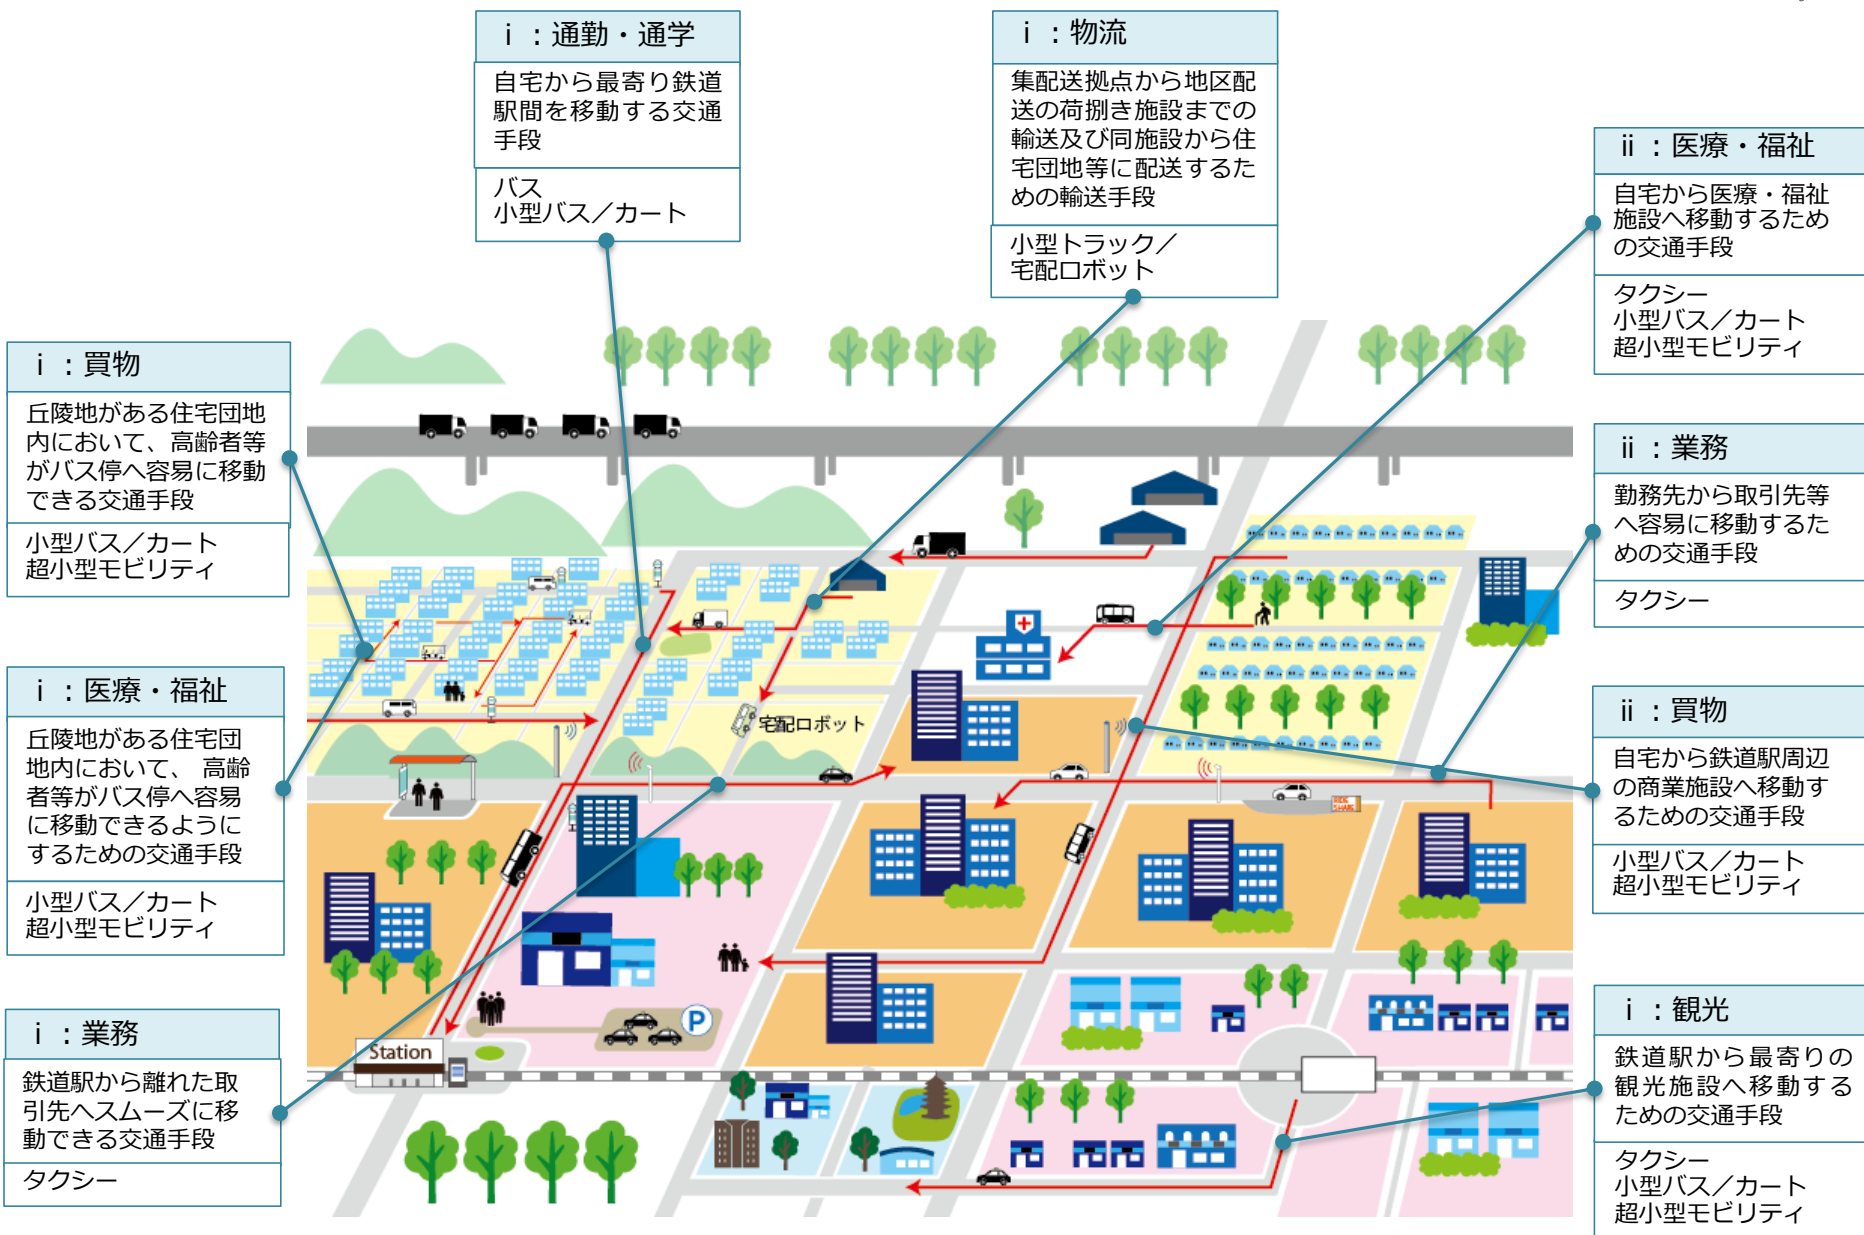 ⅰ：通勤・通学
自宅から最寄り鉄道
駅間を移動する交通
手段
バス
小型バス／カート
ⅰ：物流
集配送拠点から地区配
送の荷捌き施設までの
輸送及び同施設から住
宅団地等に配送するた
めの輸送手段
小型トラック／
宅配ロボット
ⅱ：医療・福祉
自宅から医療・福祉
施設へ移動するため
の交通手段
タクシー
小型バス／カート
超小型モビリティ
ⅰ：買物
丘陵地がある住宅団地
内において、高齢者等
がバス停へ容易に移動
できる交通手段
小型バス／カート
超小型モビリティ
ⅱ：業務
勤務先から取引先等
へ容易に移動するた
めの交通手段
タクシー
ⅰ：医療・福祉
丘陵地がある住宅団
地内において、 高齢
者等がバス停へ容易
に移動できるように
するための交通手段
小型バス／カート
超小型モビリティ
ⅱ：買物
自宅から鉄道駅周辺
の商業施設へ移動す
るための交通手段
小型バス／カート
超小型モビリティ
宅配ロボット
RIDE
SHARE
P
Station
ⅰ：業務
鉄道駅から離れた取
引先へスムーズに移
動できる交通手段
タクシー
ⅰ：観光
鉄道駅から最寄りの
観光施設へ移動する
ための交通手段
タクシー
小型バス／カート
超小型モビリティ